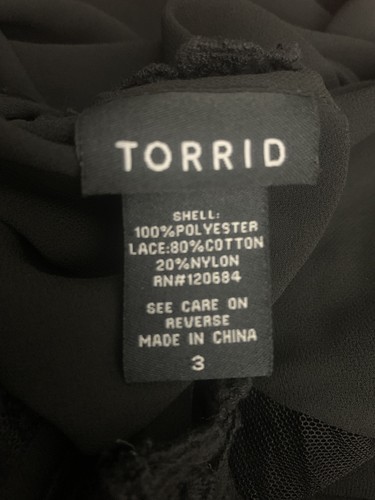 TORRID
SHELL:
100%POLYESTER
LACE:80%COTTON
20%NYLON
RN#120684
SEE CARE ON
REVERSE
MADE IN CHINA
3